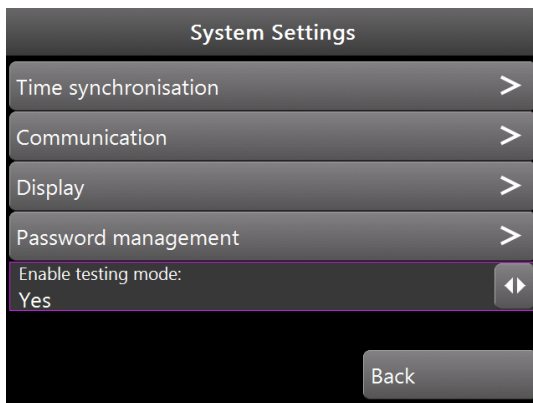 System Settings
Time synchronisation
Communication
Display
Password management
Enable testing mode:
Yes
Back